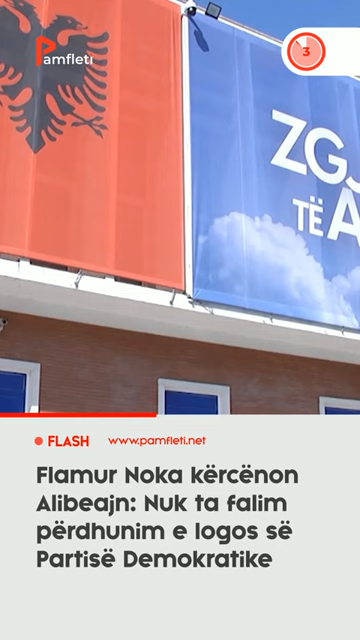 Pamfleti
3
ZGJ
TË A
FLASH
www.pamfleti.net
Flamur Noka kërcënon
Alibeajn: Nuk ta falim
përdhunim e logos së
Partisë Demokratike